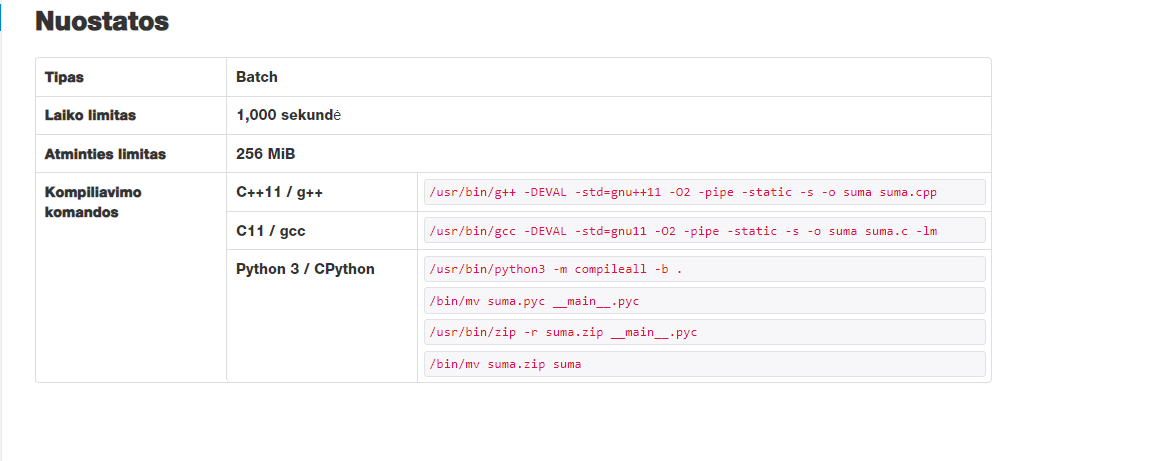 Nuostatos
Tipas Batch
Laiko limitas 1,000 sekundė
Atminties limitas 256 MiB
Kompiliavimo komandos C++11 / g++ /usr/bin/g++ -DEVAL -std=gnu++11 -O2 -pipe -static -s -o suma suma.cpp
C11 / gcc /usr/bin/gcc -DEVAL -std=gnu11 -O2 -pipe -static -s -o suma suma.c -lm
Python 3 / CPython /usr/bin/python3 -m compileall -b .
/bin/mv suma.pyc __main__.pyc
/usr/bin/zip -r suma.zip __main__.pyc
/bin/mv suma.zip suma